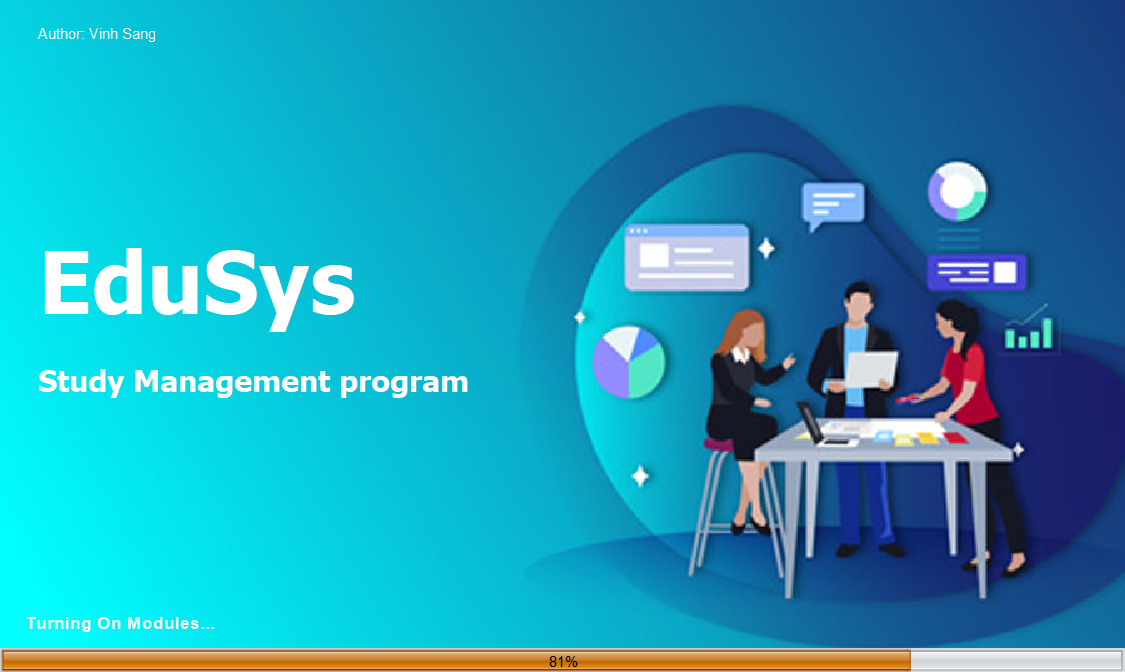 Author: Vinh Sang
EduSys
Study Management program
Turning On Modules...
81%